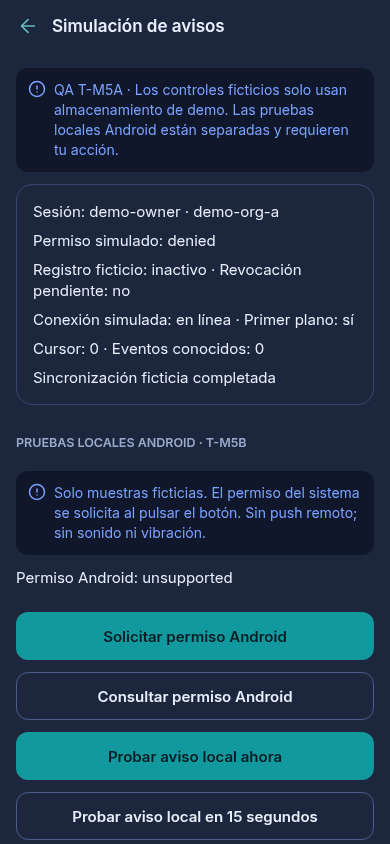 Simulación de avisos
QA T-M5A · Los controles ficticios solo usan
almacenamiento de demo. Las pruebas
locales Android están separadas y requieren
tu acción.
Sesión: demo-owner · demo-org-a
Permiso simulado: denied
Registro ficticio: inactivo · Revocación
pendiente: no
Conexión simulada: en línea · Primer plano: sí
Cursor: 0 · Eventos conocidos: 0
Sincronización ficticia completada
PRUEBAS LOCALES ANDROID · T-M5B
Solo muestras ficticias. El permiso del sistema
se solicita al pulsar el botón. Sin push remoto;
sin sonido ni vibración.
Permiso Android: unsupported
Solicitar permiso Android
Consultar permiso Android
Probar aviso local ahora
Probar aviso local en 15 segundos